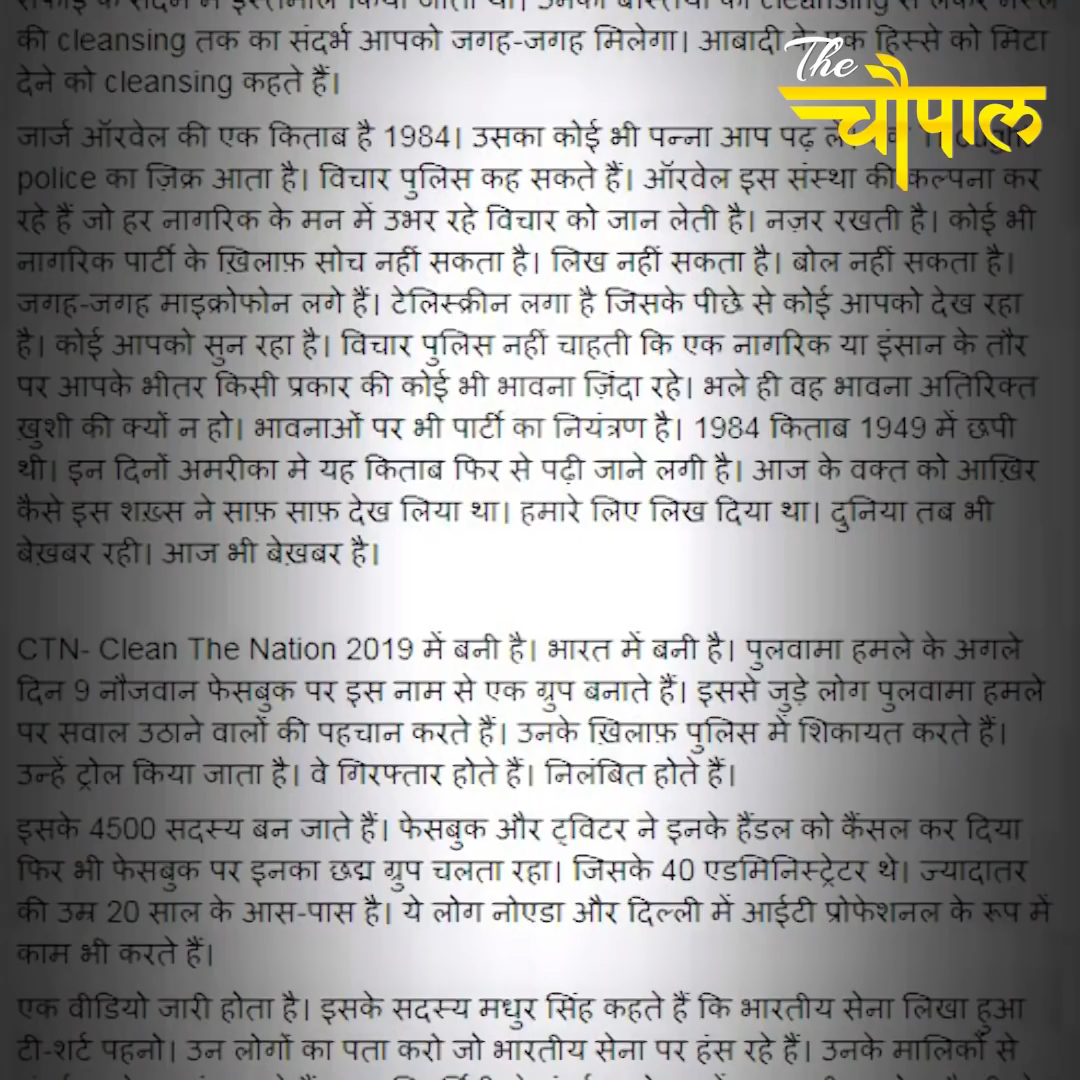 की cleansing तक का संदर्भ आपको जगह-जगह मिलेगा। आबादी के एक हिस्से को मिटा
देने को cleansing कहते हैं।
The चौपाल
जार्ज ऑरवेल की एक किताब है 1984। उसका कोई भी पन्ना आप पढ़ लें
police का ज़िक्र आता है। विचार पुलिस कह सकते हैं। ऑरवेल इस संस्था की कल्पना कर
रहे हैं जो हर नागरिक के मन में उभर रहे विचार को जान लेती है। नज़र रखती है। कोई भी
नागरिक पार्टी के ख़िलाफ़ सोच नहीं सकता है। लिख नहीं सकता है। बोल नहीं सकता है।
जगह-जगह माइक्रोफोन लगे हैं। टेलिस्क्रीन लगा है जिसके पीछे से कोई आपको देख रहा
है। कोई आपको सुन रहा है। विचार पुलिस नहीं चाहती कि एक नागरिक या इंसान के तौर
पर आपके भीतर किसी प्रकार की कोई भी भावना ज़िंदा रहे। भले ही वह भावना अतिरिक्त
ख़ुशी की क्यों न हो। भावनाओं पर भी पार्टी का नियंत्रण है। 1984 किताब 1949 में छपी
थी। इन दिनों अमरीका मे यह किताब फिर से पढ़ी जाने लगी है। आज के वक्त को आख़िर
कैसे इस शख़्स ने साफ़ साफ़ देख लिया था। हमारे लिए लिख दिया था। दुनिया तब भी
बेख़बर रही। आज भी बेख़बर है।
CTN- Clean The Nation 2019 में बनी है। भारत में बनी है। पुलवामा हमले के अगले
दिन 9 नौजवान फेसबुक पर इस नाम से एक ग्रुप बनाते हैं। इससे जुड़े लोग पुलवामा हमले
पर सवाल उठाने वालों की पहचान करते हैं। उनके ख़िलाफ़ पुलिस में शिकायत करते हैं।
उन्हें ट्रोल किया जाता है। वे गिरफ्तार होते हैं। निलंबित होते हैं।
इसके 4500 सदस्य बन जाते हैं। फेसबुक और ट्विटर ने इनके हैंडल को कैंसल कर दिया
फिर भी फेसबुक पर इनका छद्म ग्रुप चलता रहा। जिसके 40 एडमिनिस्ट्रेटर थे। ज्यादातर
की उम्र 20 साल के आस-पास है। ये लोग नोएडा और दिल्ली में आईटी प्रोफेशनल के रूप में
काम भी करते हैं।
एक वीडियो जारी होता है। इसके सदस्य मधुर सिंह कहते हैं कि भारतीय सेना लिखा हुआ
टी-शर्ट पहनो। उन लोगों का पता करो जो भारतीय सेना पर हंस रहे हैं। उनके मालिकों से